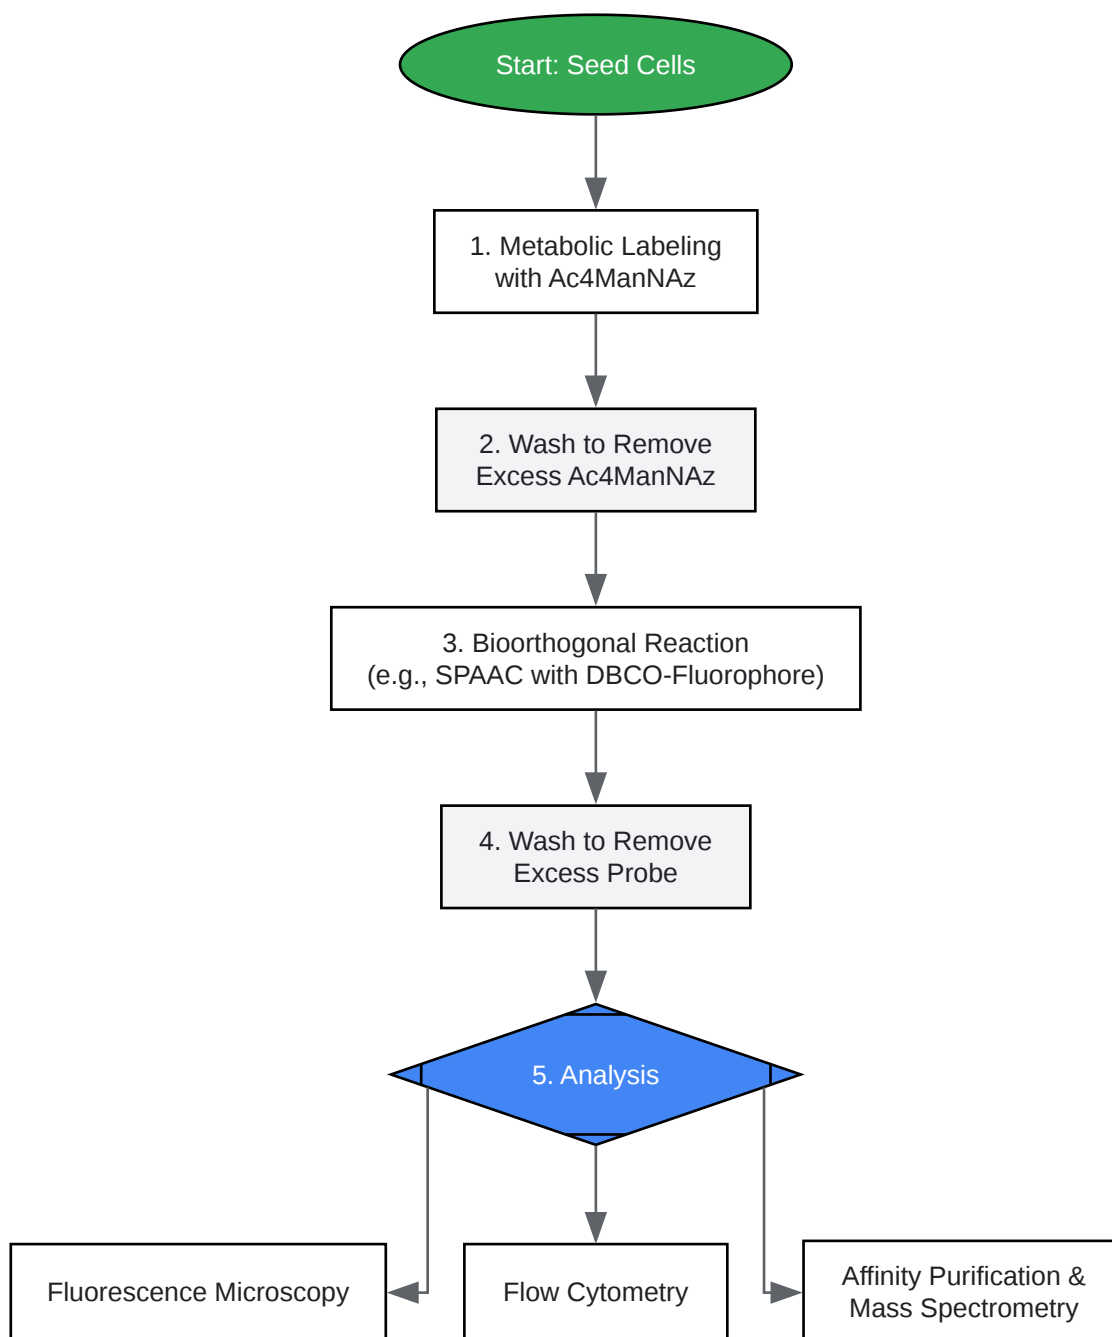 Start: Seed Cells
1. Metabolic Labeling
with Ac4ManNAz
2. Wash to Remove
Excess Ac4ManNAz
3. Bioorthogonal Reaction
(e.g., SPAAC with DBCO-Fluorophore)
4. Wash to Remove
Excess Probe
5. Analysis
Fluorescence Microscopy
Flow Cytometry
Affinity Purification &
Mass Spectrometry